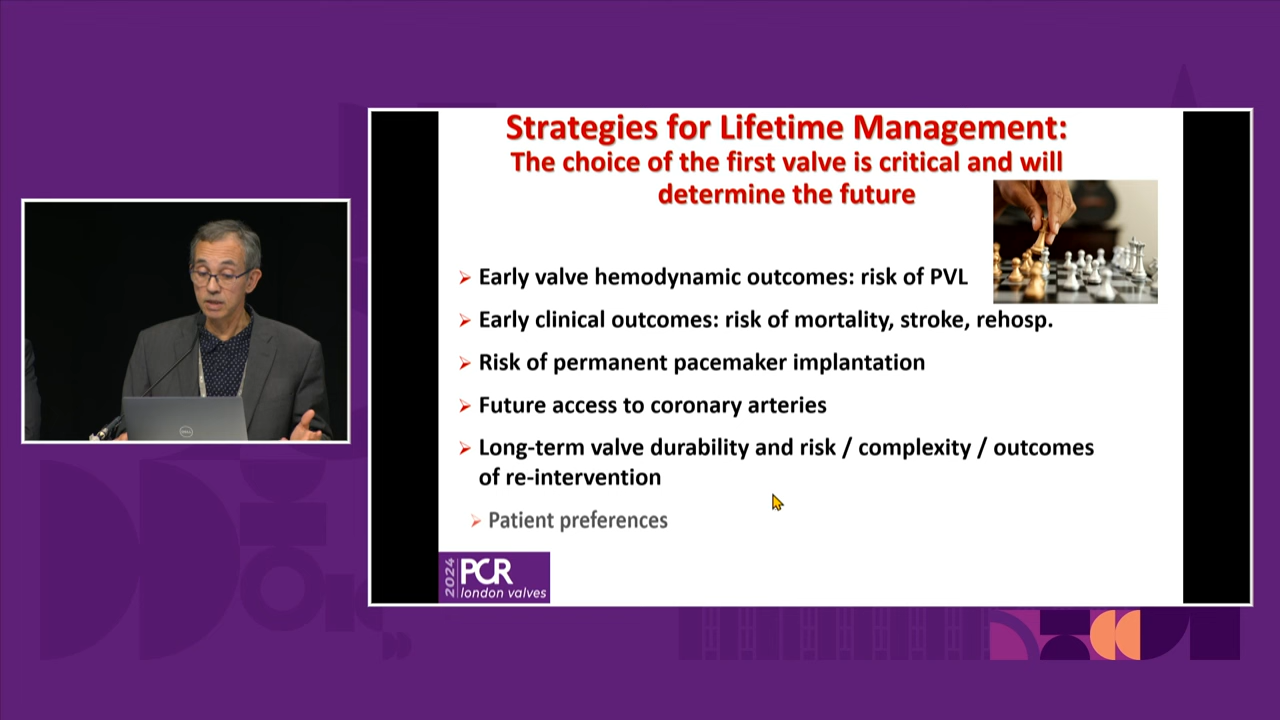 Strategies for Lifetime Management:
The choice of the first valve is critical and will
determine the future
Early valve hemodynamic outcomes: risk of PVL
Early clinical outcomes: risk of mortality, stroke, rehosp.
Risk of permanent pacemaker implantation
Future access to coronary arteries
Long-term valve durability and risk / complexity / outcomes
of re-intervention
Patient preferences
2024
PCR
london valves
DELL